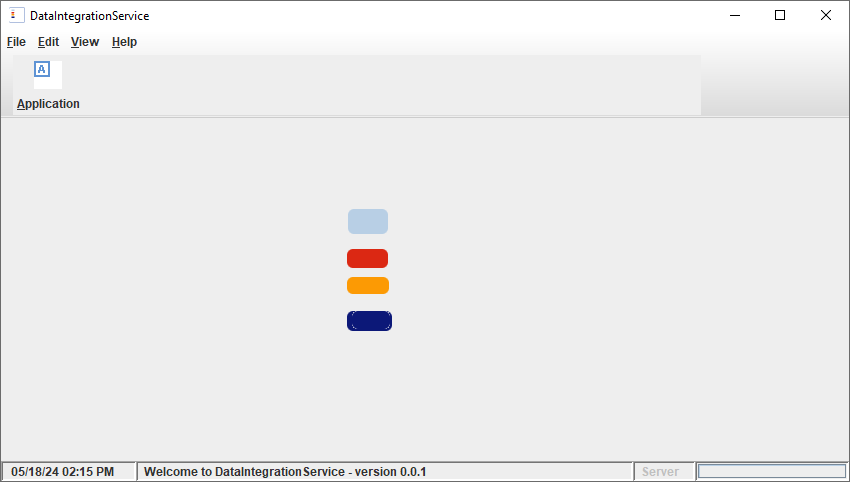 DataIntegrationService
File Edit View Help
A
Application
05/18/24 02:15 PM Welcome to DataIntegrationService - version 0.0.1 Server